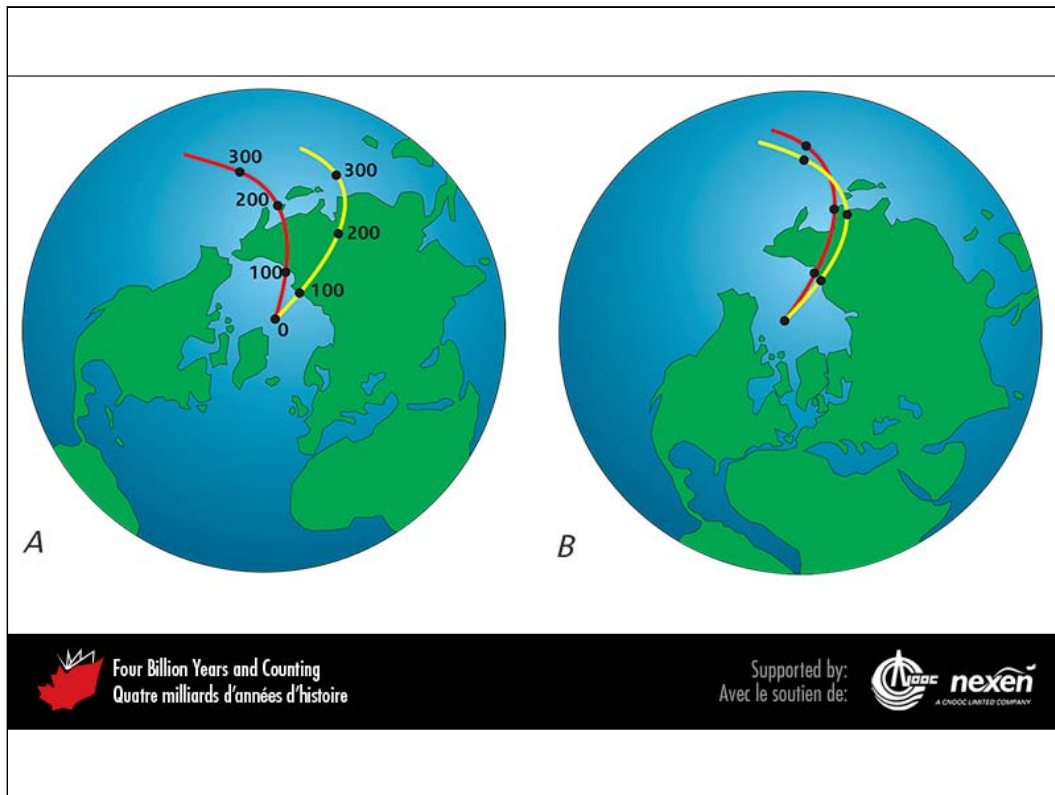 300
300
200
200
100
100
0
A
B
Four Billion Years and Counting
Quatre milliards d'années d'histoire
Supported by:
Avec le soutien de:
CNOOC
nexen
A CNOOC LIMITED COMPANY